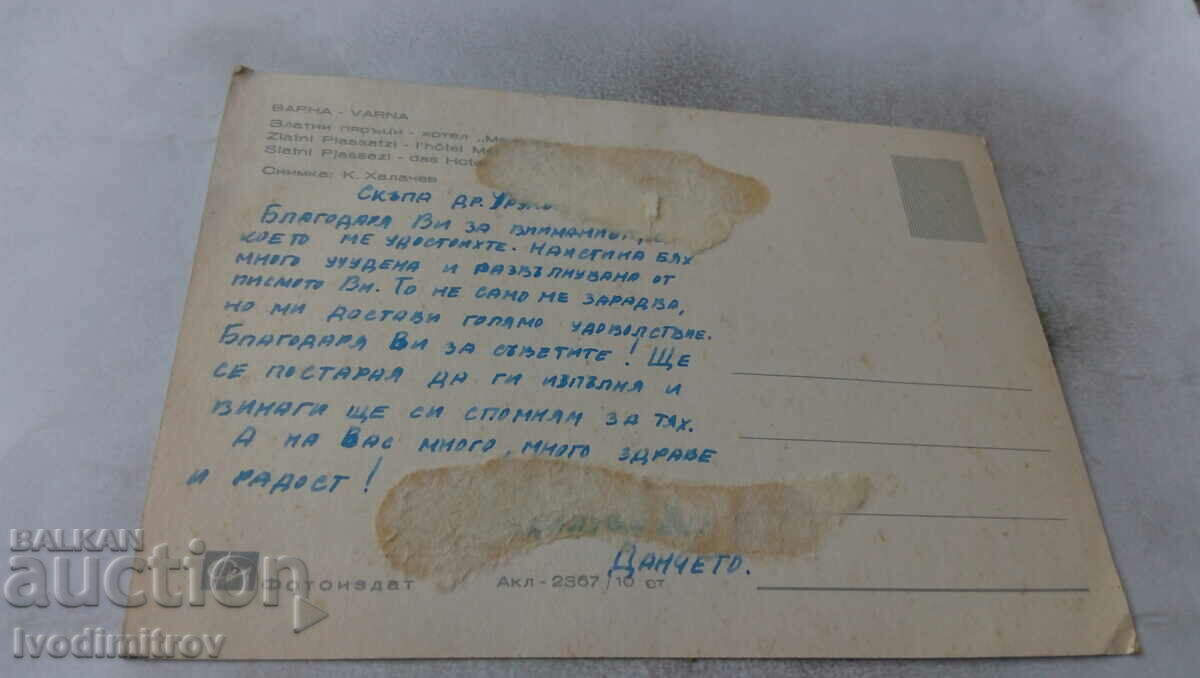 ВАРНА - VARNA
Златни пясъци - хотел „
Zlatni Piassatzi - l'hôtel
Slatni Pjassazi - das Hotel
Снимка: К. Халачев
Скъпа др.
Благодаря Ви за
което ме удостоихте. Наистина бях
много учудена и развълнувана от
писмото Ви. То не само ме зарадва,
но ми достави голямо удоволствие.
Благодаря Ви за съветите! Ще
се постарая да ги изпълня и
винаги ще си спомням за тях.
А на Вас много, много здраве
и радост!
Данчето.
Фотоиздат Акл - 2367/10 ст
BALKAN
auction
Ivodimitrov